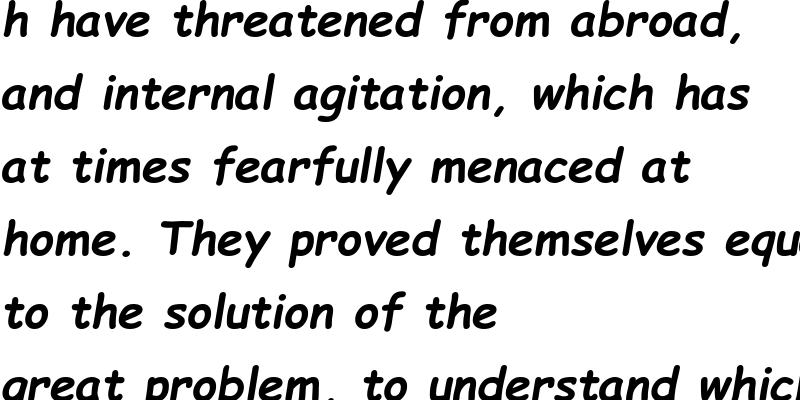 h have threatened from abroad,
and internal agitation, which has
at times fearfully menaced at
home. They proved themselves equ
to the solution of the
great problem, to understand which